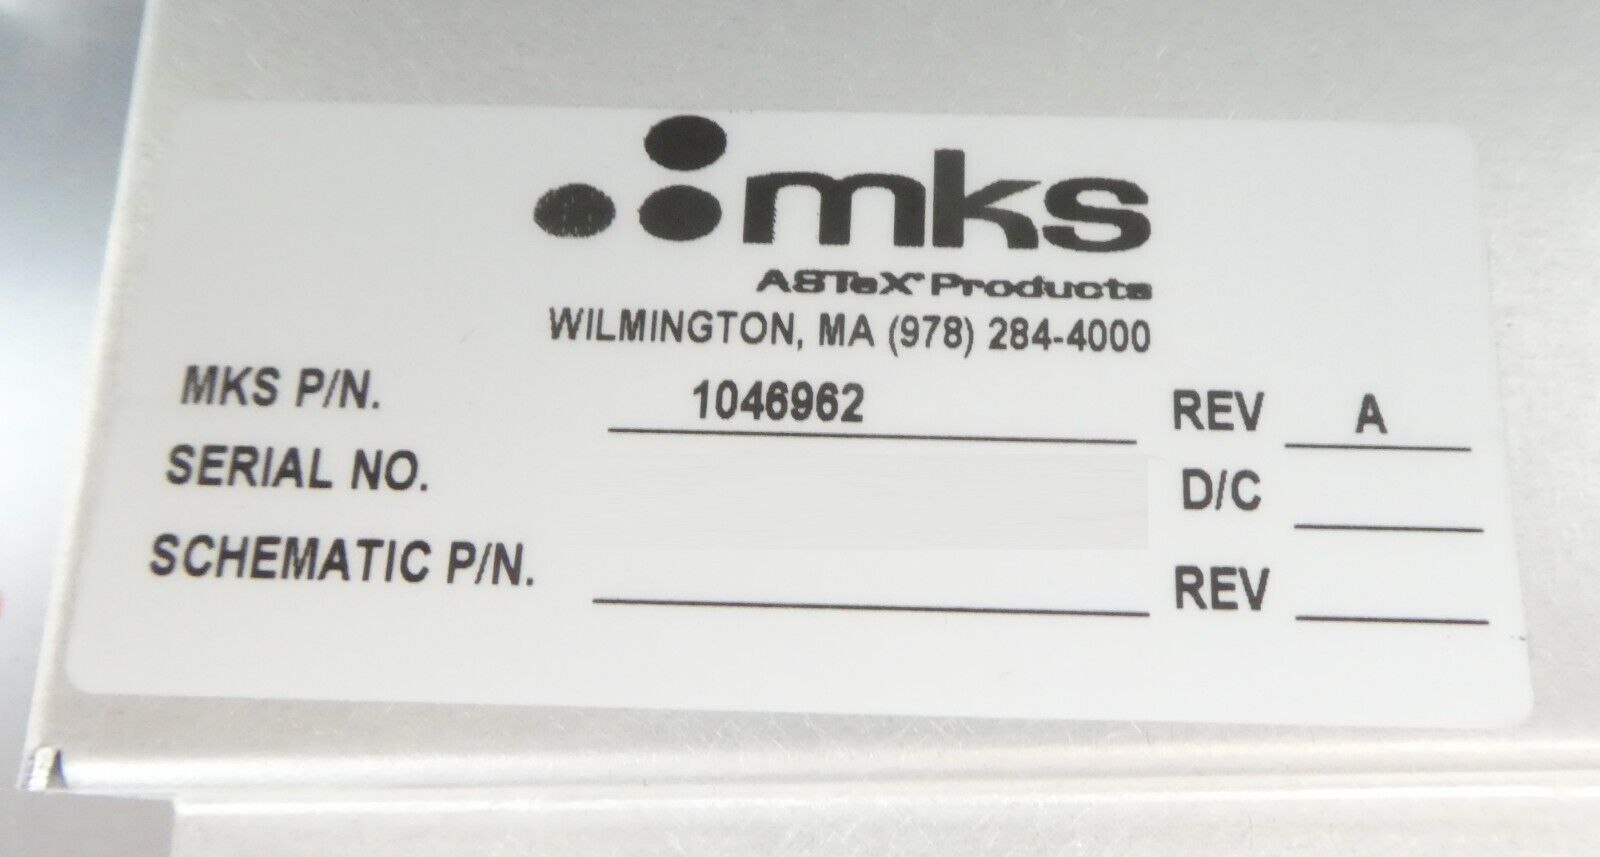 mks
ASTeX® Products
WILMINGTON, MA (978) 284-4000
MKS P/N. 1046962 REV A
SERIAL NO. D/C
SCHEMATIC P/N. REV